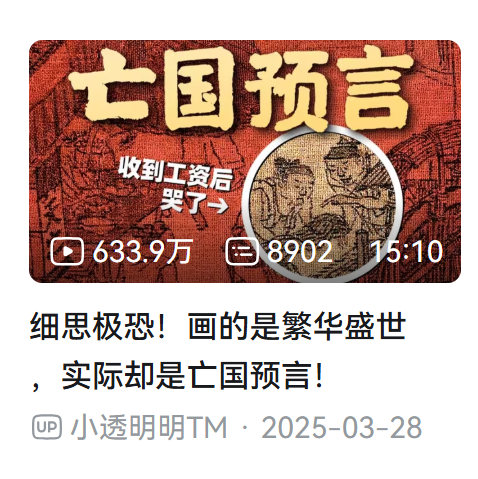 亡国预言
收到工资后
哭了→
633.9万 8902 15:10
细思极恐！画的是繁华盛世
，实际却是亡国预言！
UP 小透明明TM · 2025-03-28